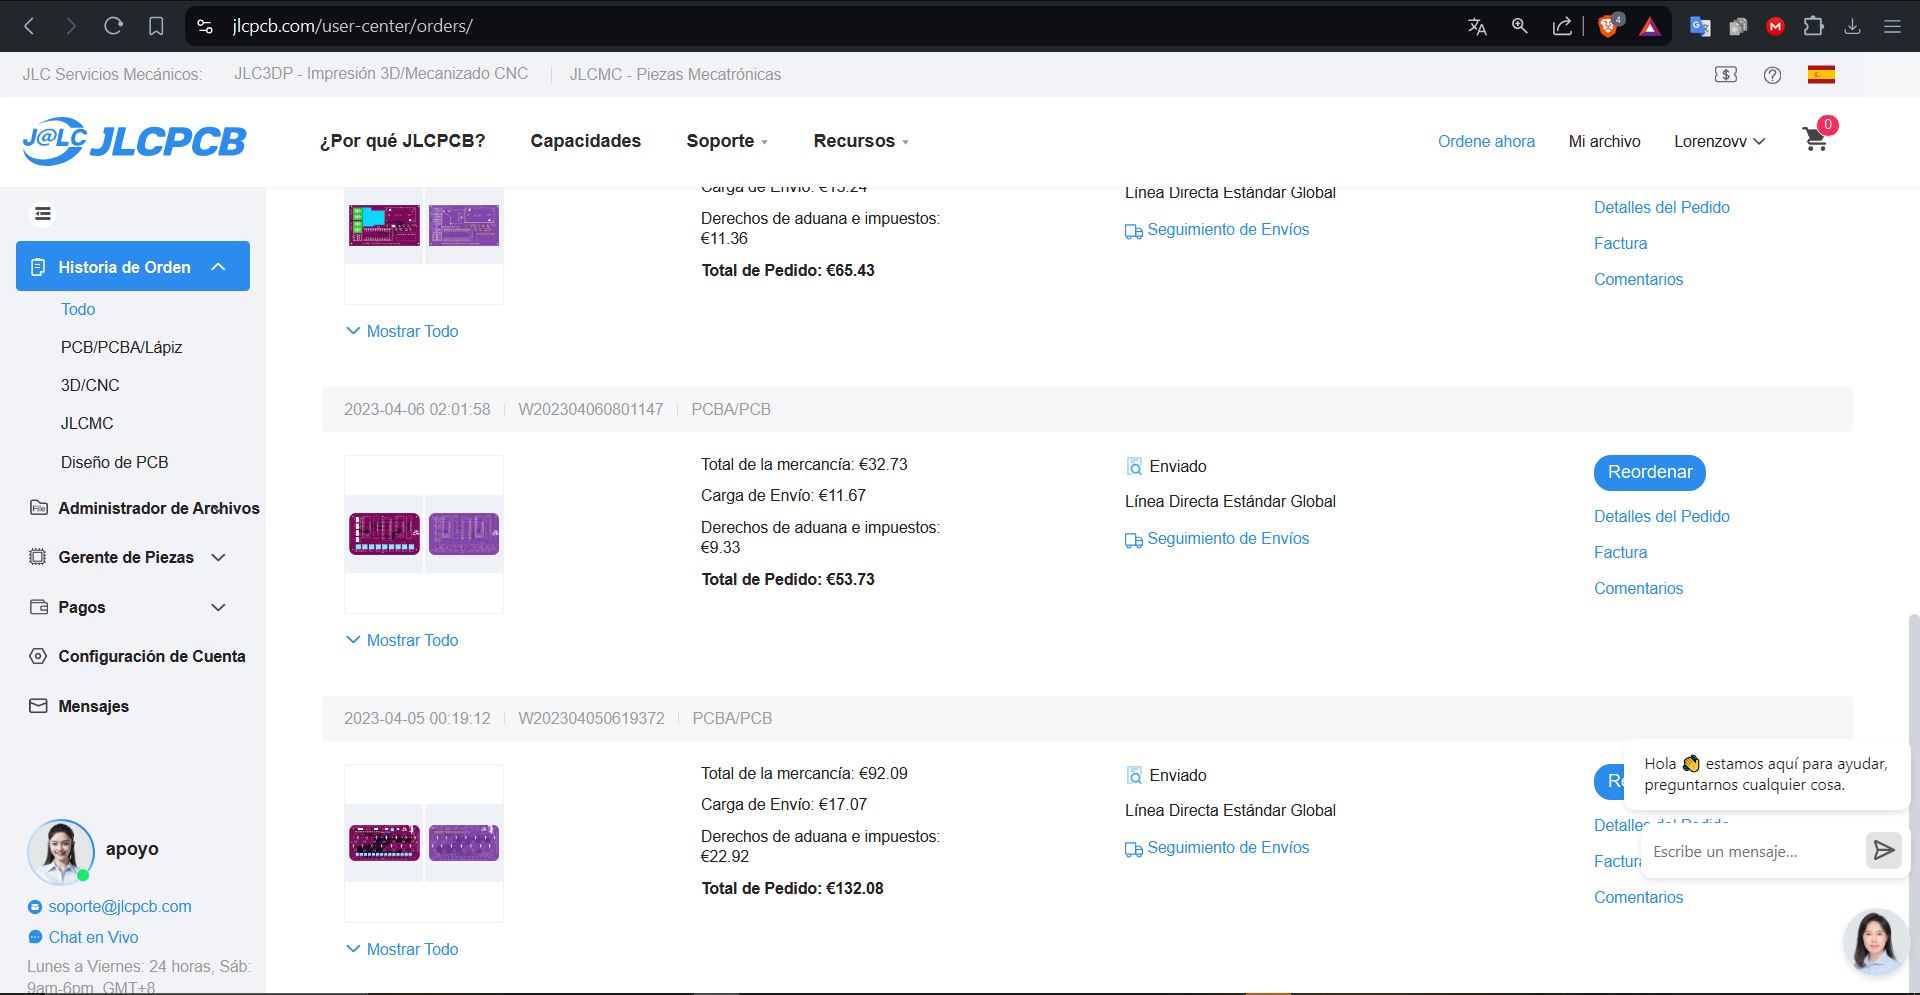 jlcpcb.com/user-center/orders/
4
JLC Servicios Mecánicos:
JLC3DP - Impresión 3D/Mecanizado CNC
JLCMC - Piezas Mecatrónicas
J@LC JLCPCB
¿Por qué JLCPCB?
Capacidades
Soporte
Recursos
Ordene ahora
Mi archivo
Lorenzovv
0
Historia de Orden
Todo
PCB/PCBA/Lápiz
3D/CNC
JLCMC
Diseño de PCB
File
Administrador de Archivos
Gerente de Piezas
Pagos
Configuración de Cuenta
Mensajes
apoyo
soporte@jlcpcb.com
Chat en Vivo
Lunes a Viernes: 24 horas, Sáb:
9am-6pm, GMT+8
Carga de Envío: €13.24
Derechos de aduana e impuestos:
€11.36
Total de Pedido: €65.43
Línea Directa Estándar Global
Seguimiento de Envíos
Detalles del Pedido
Factura
Comentarios
Mostrar Todo
2023-04-06 02:01:58
W202304060801147
PCBA/PCB
Total de la mercancía: €32.73
Carga de Envío: €11.67
Derechos de aduana e impuestos:
€9.33
Total de Pedido: €53.73
Enviado
Línea Directa Estándar Global
Seguimiento de Envíos
Reordenar
Detalles del Pedido
Factura
Comentarios
Mostrar Todo
2023-04-05 00:19:12
W202304050619372
PCBA/PCB
Total de la mercancía: €92.09
Carga de Envío: €17.07
Derechos de aduana e impuestos:
€22.92
Total de Pedido: €132.08
Enviado
Línea Directa Estándar Global
Seguimiento de Envíos
Re
Detalles del Pedido
Factura
Comentarios
Mostrar Todo
Hola 👋 estamos aquí para ayudar,
preguntarnos cualquier cosa.
Escribe un mensaje...